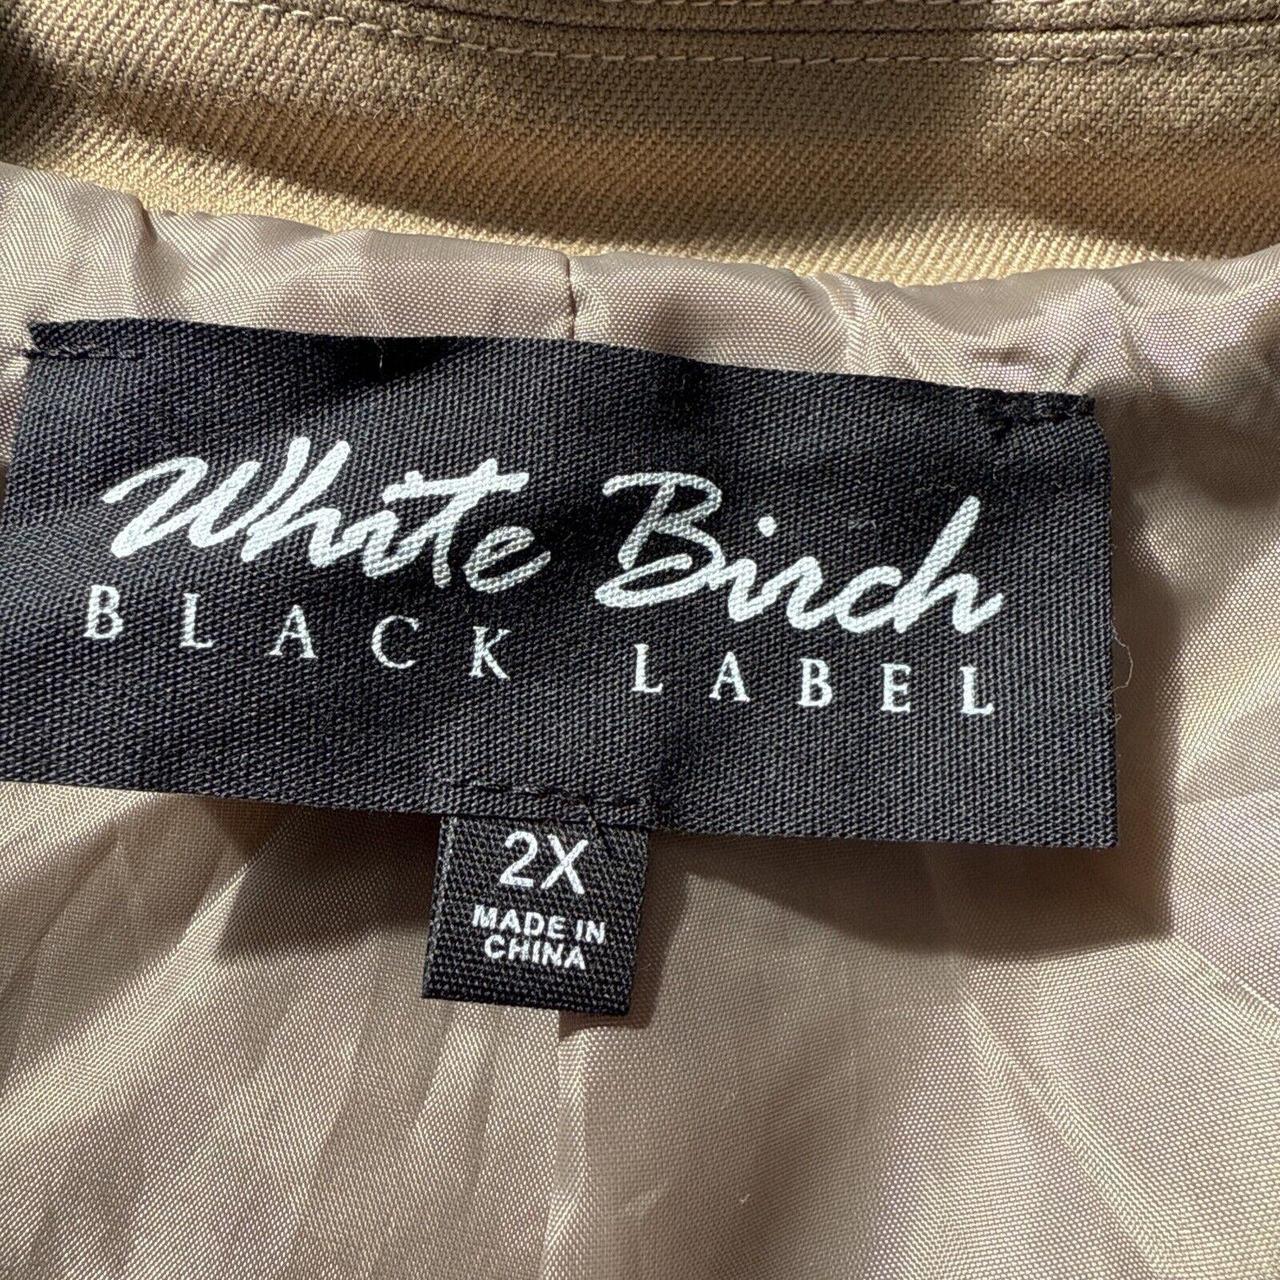 White Birch
BLACK LABEL
2X
MADE IN
CHINA